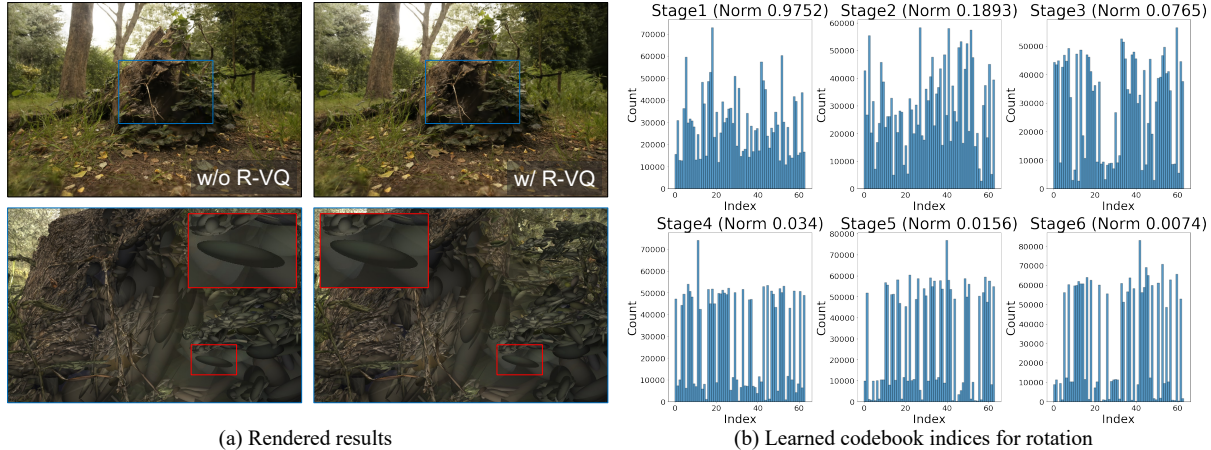 w/o R-VQ
w/ R-VQ
(a) Rendered results
Stage1 (Norm 0.9752)
Count
70000
60000
50000
40000
30000
20000
10000
0
0 20 40 60
Index
Stage2 (Norm 0.1893)
Count
60000
50000
40000
30000
20000
10000
0
0 20 40 60
Index
Stage3 (Norm 0.0765)
Count
50000
40000
30000
20000
10000
0
0 20 40 60
Index
Stage4 (Norm 0.034)
Count
70000
60000
50000
40000
30000
20000
10000
0
0 20 40 60
Index
Stage5 (Norm 0.0156)
Count
80000
70000
60000
50000
40000
30000
20000
10000
0
0 20 40 60
Index
Stage6 (Norm 0.0074)
Count
80000
70000
60000
50000
40000
30000
20000
10000
0
0 20 40 60
Index
(b) Learned codebook indices for rotation